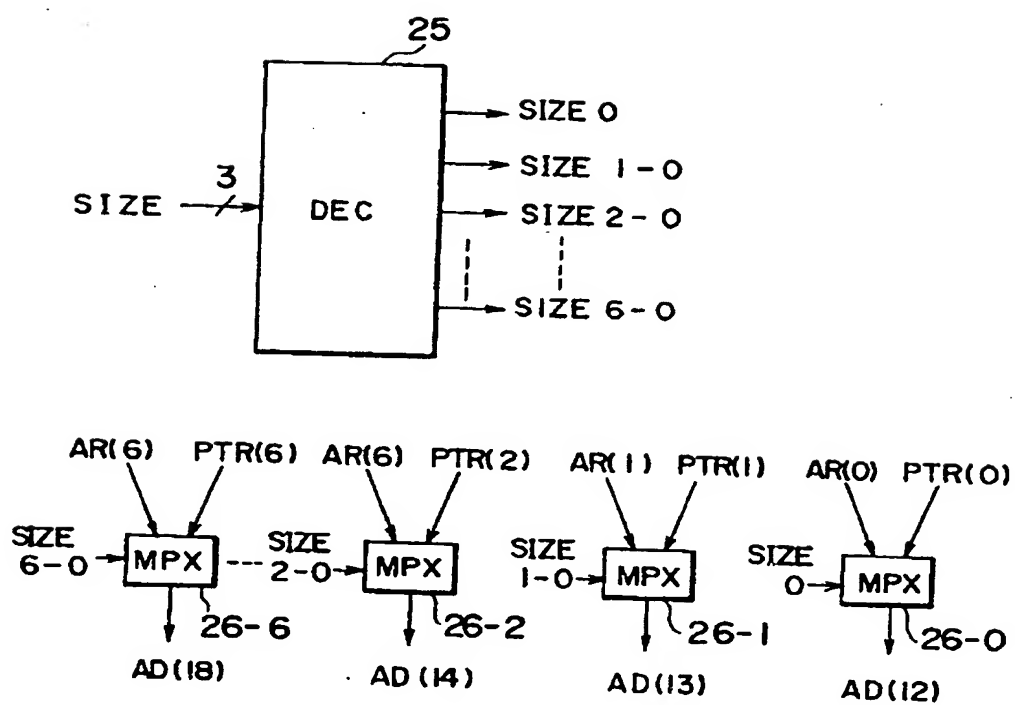 25
SIZE 0
3
SIZE 1-0
SIZE
DEC
SIZE 2-0
SIZE 6-0
AR(6) PTR(6) AR(6) PTR(2) AR(1) PTR(1) AR(0) PTR(0)
SIZE 6-0 MPX SIZE 2-0 MPX SIZE 1-0 MPX SIZE 0 MPX
26-6 26-2 26-1 26-0
AD(18) AD(14) AD(13) AD(12)